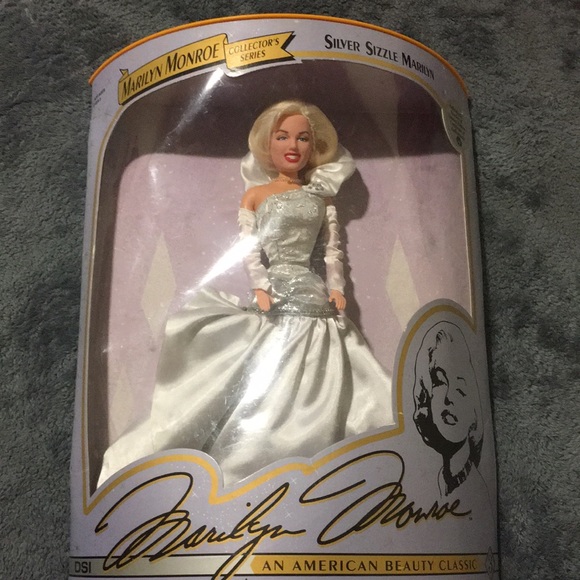 MARILYN MONROE
COLLECTOR'S
SERIES
SILVER SIZZLE MARILYN
Marilyn Monroe
DSI
AN AMERICAN BEAUTY CLASSIC